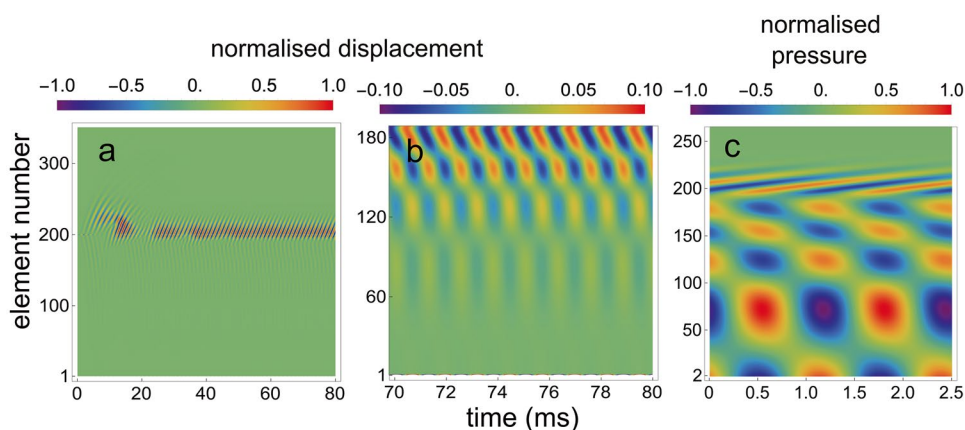 normalised displacement
normalised
pressure
−1.0 −0.5 0. 0.5 1.0
−0.10 −0.05 0. 0.05 0.10
−1.0 −0.5 0. 0.5 1.0
a
b
c
element number
300
200
100
1
180
120
60
1
250
200
150
100
50
2
0 20 40 60 80
70 72 74 76 78 80
0 0.5 1.0 1.5 2.0 2.5
time (ms)